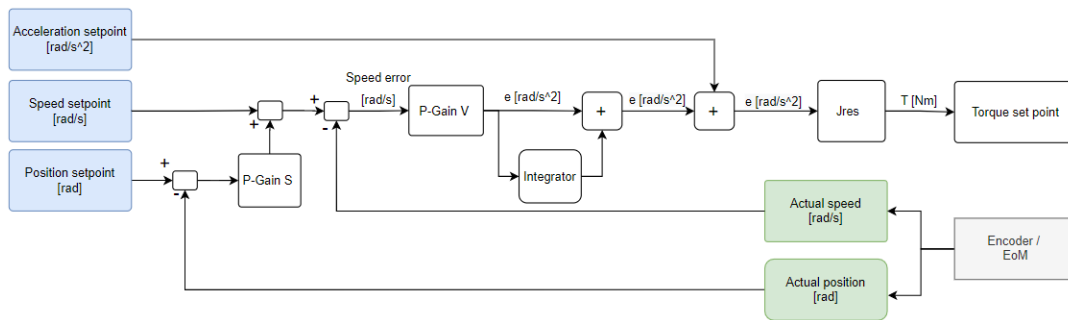 Acceleration setpoint
[rad/s^2]
Speed error
Speed setpoint
[rad/s]
+
+
+
-
[rad/s]
P-Gain V
e [rad/s^2]
+
e [rad/s^2]
+
e [rad/s^2]
Jres
T [Nm]
Torque set point
Position setpoint
[rad]
+
-
P-Gain S
Integrator
Actual speed
[rad/s]
Encoder /
EoM
Actual position
[rad]